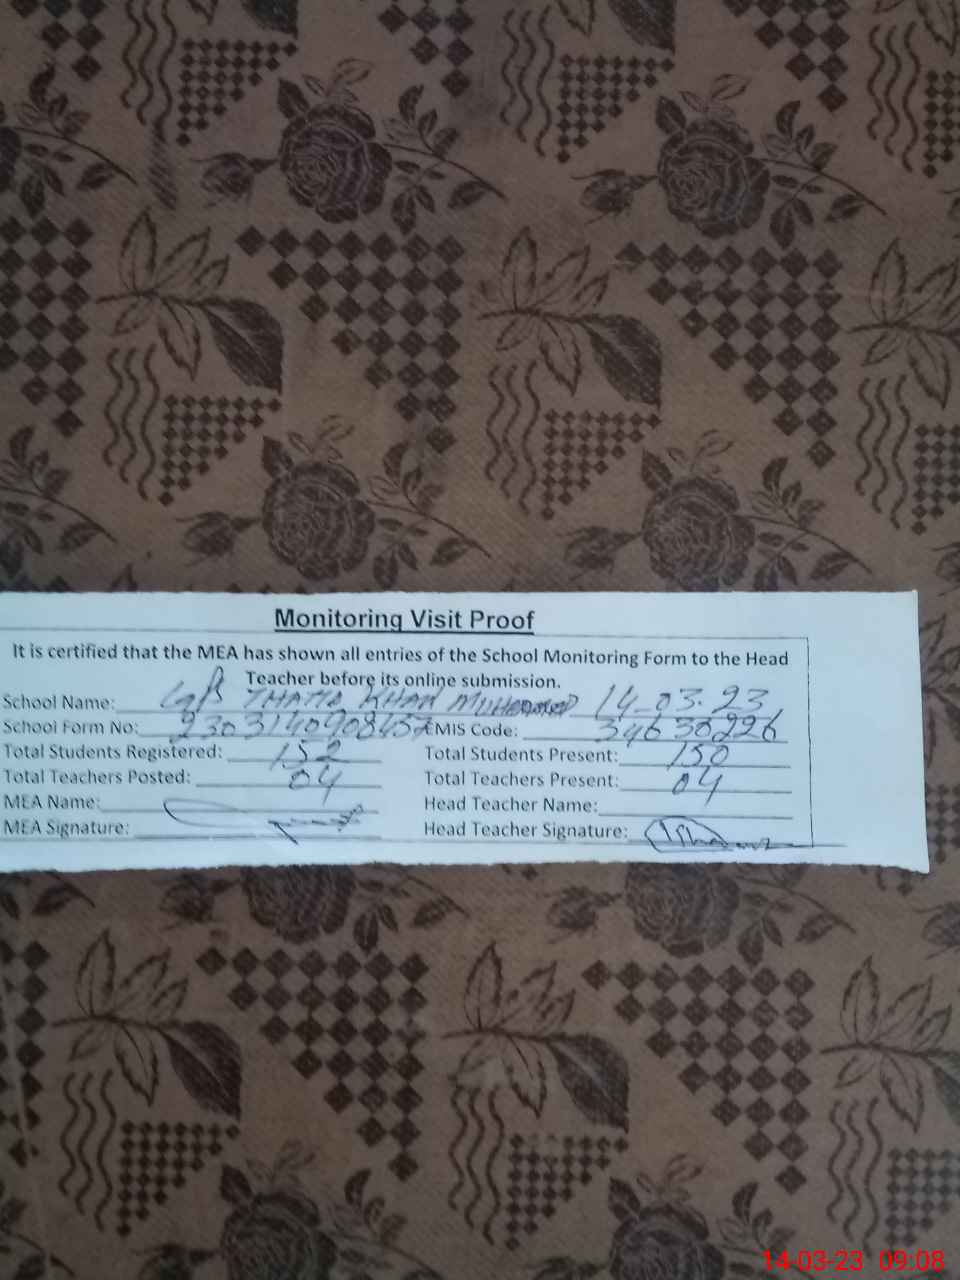 Monitoring Visit Proof
It is certified that the MEA has shown all entries of the School Monitoring Form to the Head
Teacher before its online submission.
School Name: KHAN MUHAMMAD 14-03-23
School Form No: EMIS Code:
Total Students Registered: 152 Total Students Present: 150
Total Teachers Posted: 04 Total Teachers Present: 04
MEA Name: Head Teacher Name:
MEA Signature: Head Teacher Signature:
14-03-23 09:08